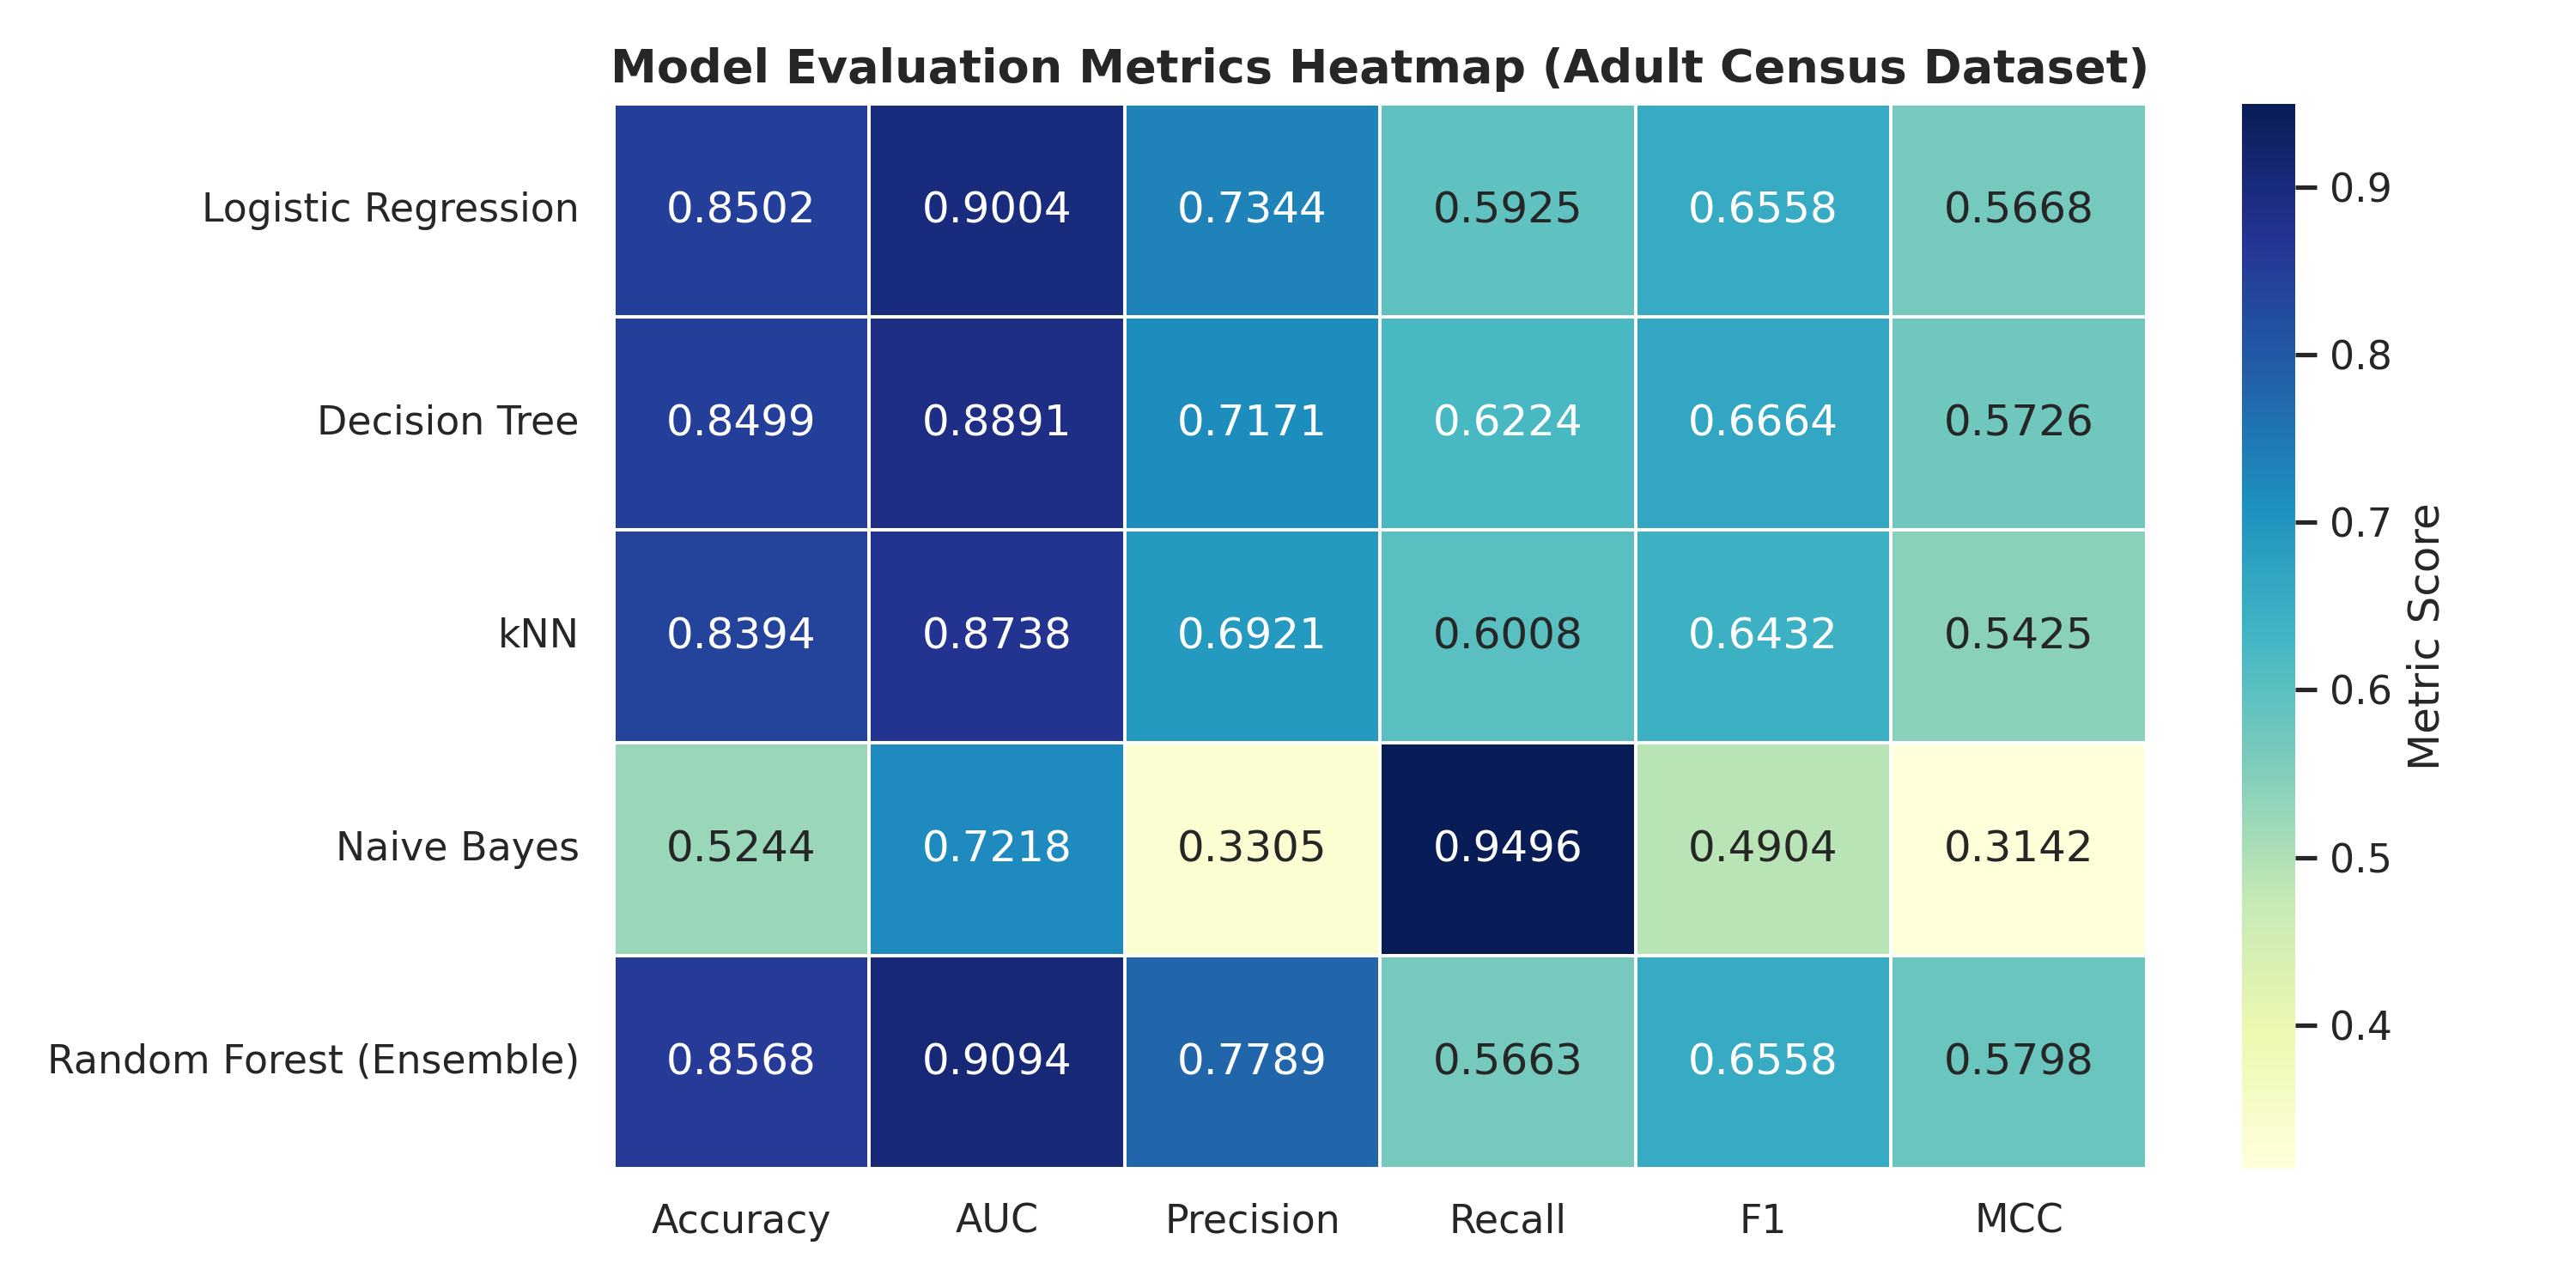 Model Evaluation Metrics Heatmap (Adult Census Dataset)
Logistic Regression 0.8502 0.9004 0.7344 0.5925 0.6558 0.5668
Decision Tree 0.8499 0.8891 0.7171 0.6224 0.6664 0.5726
kNN 0.8394 0.8738 0.6921 0.6008 0.6432 0.5425
Naive Bayes 0.5244 0.7218 0.3305 0.9496 0.4904 0.3142
Random Forest (Ensemble) 0.8568 0.9094 0.7789 0.5663 0.6558 0.5798
Accuracy AUC Precision Recall F1 MCC
0.9
0.8
0.7
0.6
0.5
0.4
Metric Score